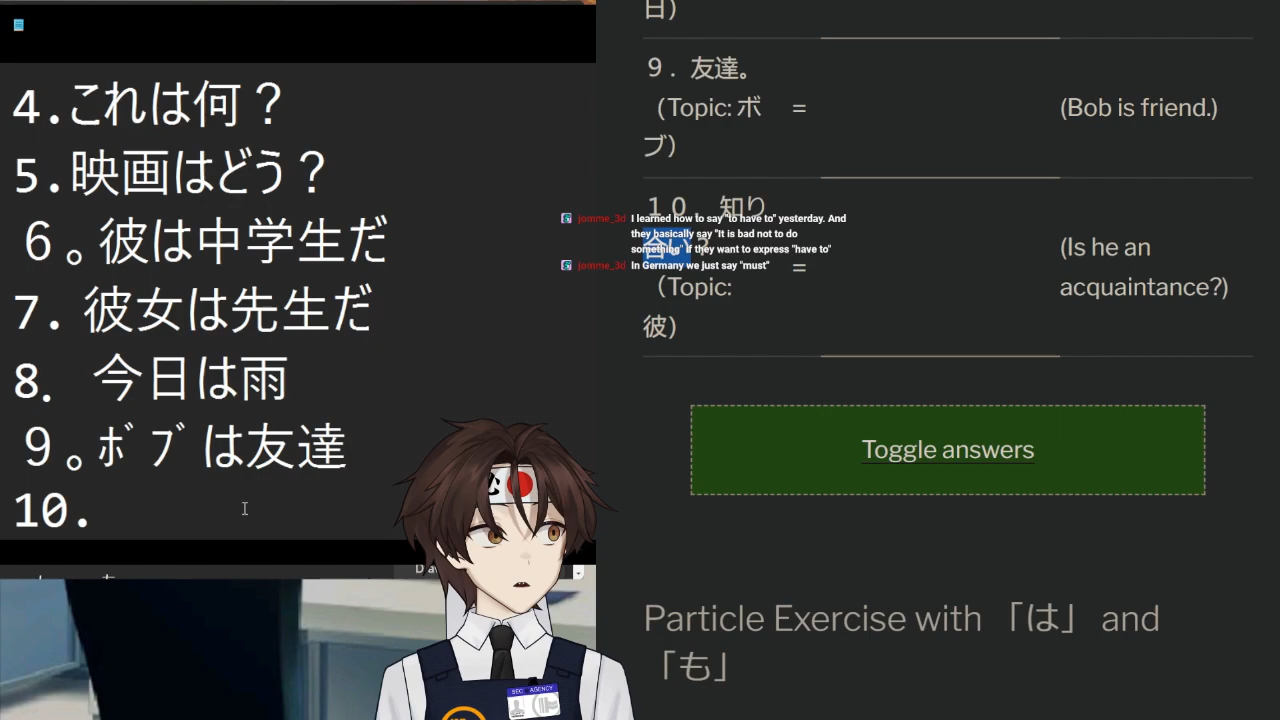 4.これは何？
5.映画はどう？
６。彼は中学生だ
7. 彼女は先生だ
8. 今日は雨
９。ﾎﾞﾌﾞは友達
10.
日)
９. 友達。
(Topic: ボ
ブ)
=
(Bob is friend.)
１０. 知り
合い？
(Topic:
彼)
=
(Is he an
acquaintance?)
jomme_3d I learned how to say "to have to" yesterday. And
they basically say "It is bad not to do
something" if they want to express "have to"
jomme_3d In Germany we just say "must"
Toggle answers
Particle Exercise with 「は」 and
「も」
SEC AGENCY